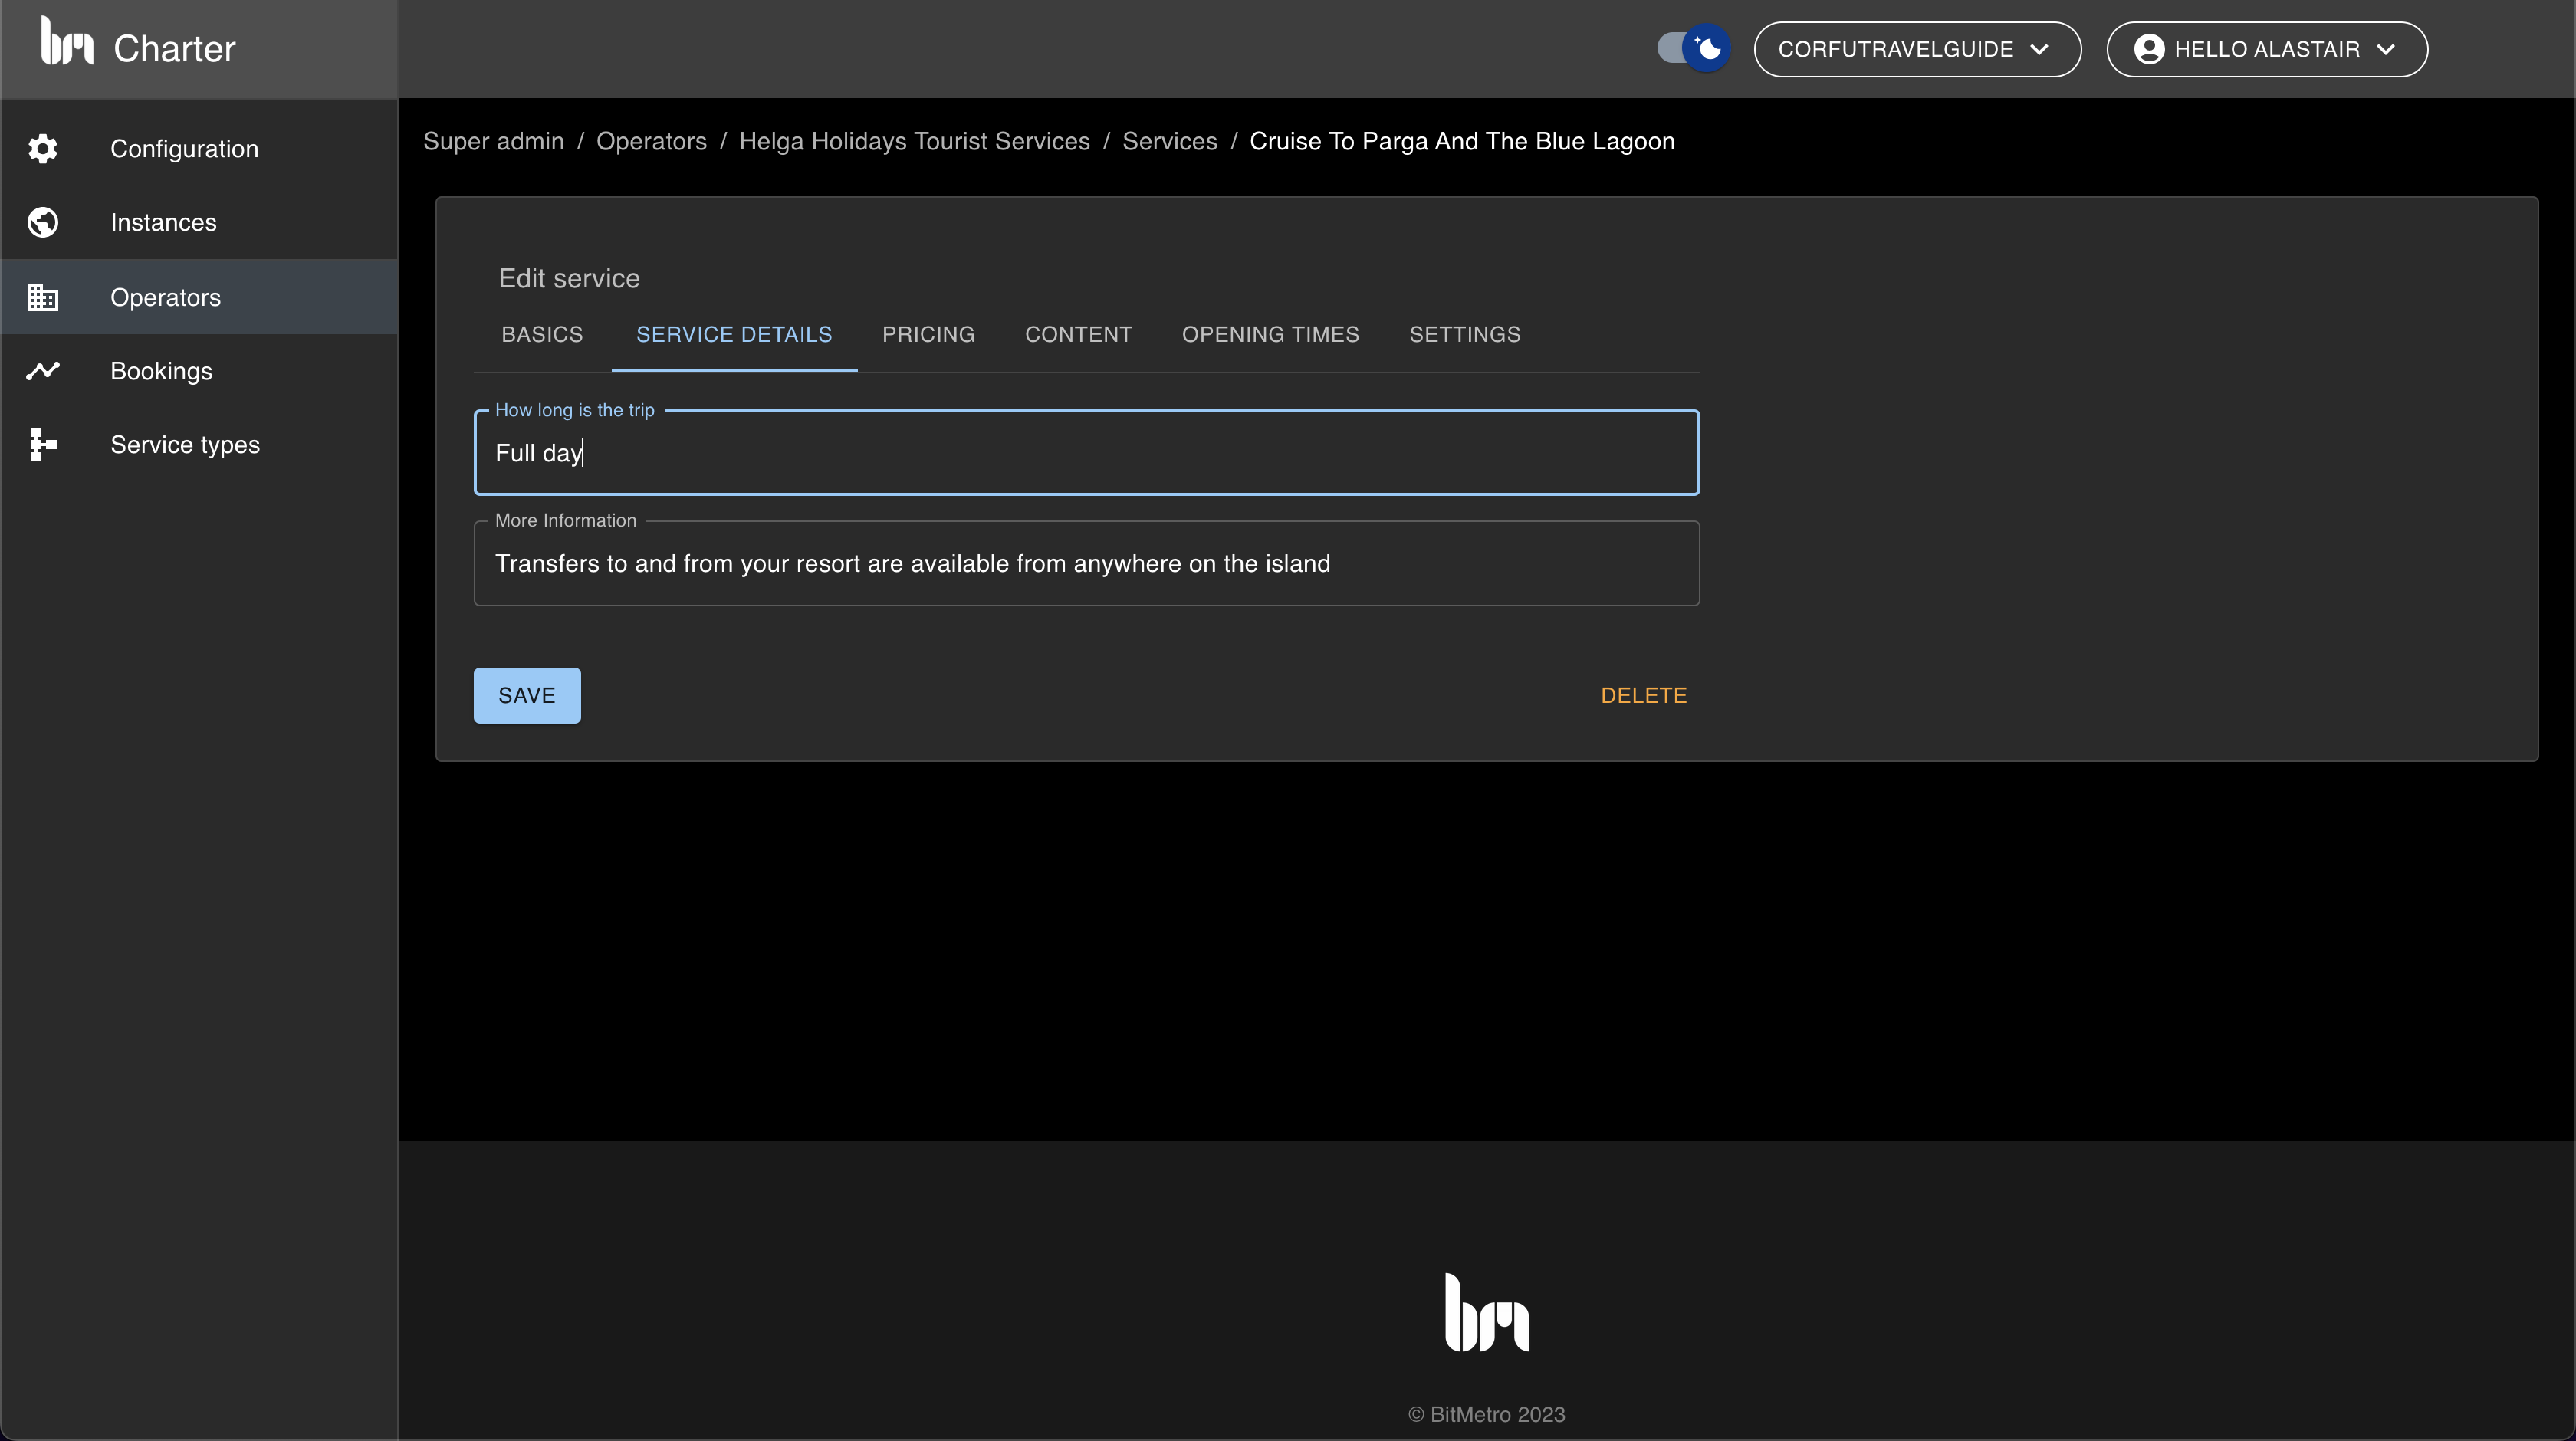 bm Charter
CORFUTRAVELGUIDE
HELLO ALASTAIR
Configuration
Instances
Operators
Bookings
Service types
Super admin / Operators / Helga Holidays Tourist Services / Services / Cruise To Parga And The Blue Lagoon
Edit service
BASICS SERVICE DETAILS PRICING CONTENT OPENING TIMES SETTINGS
How long is the trip
Full day
More Information
Transfers to and from your resort are available from anywhere on the island
SAVE DELETE
bm
© BitMetro 2023